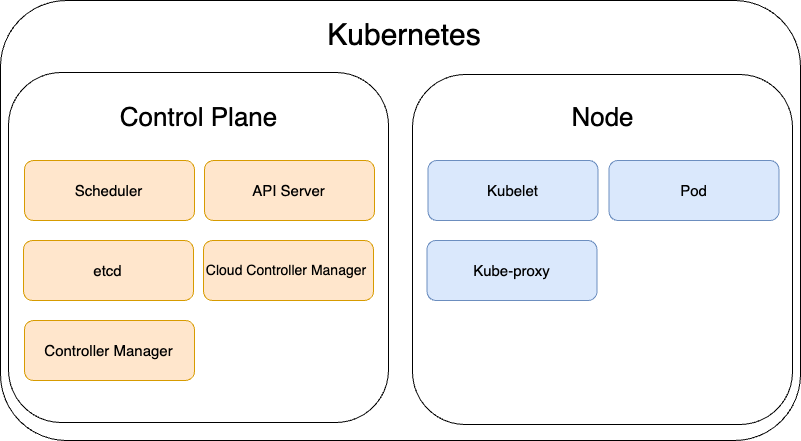 Kubernetes
Control Plane
Scheduler
API Server
etcd
Cloud Controller Manager
Controller Manager
Node
Kubelet
Pod
Kube-proxy